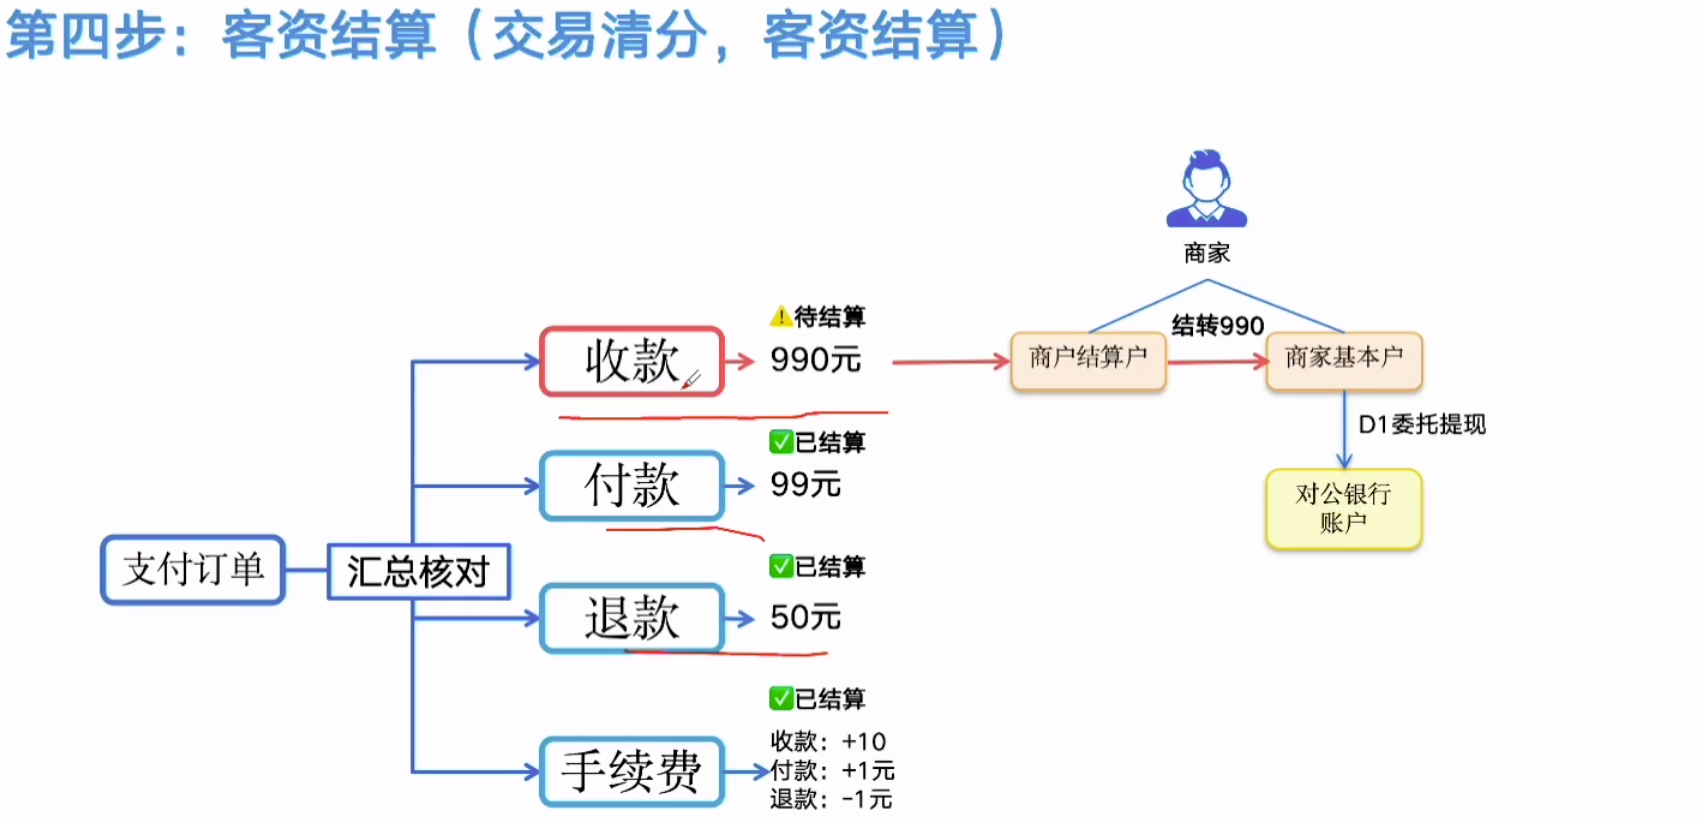 第四步：客资结算（交易清分，客资结算）
商家
待结算
收款
990元
商户结算户
结转990
商家基本户
D1委托提现
已结算
付款
99元
对公银行
账户
支付订单
汇总核对
已结算
退款
50元
已结算
手续费
收款：+10
付款：+1元
退款：-1元